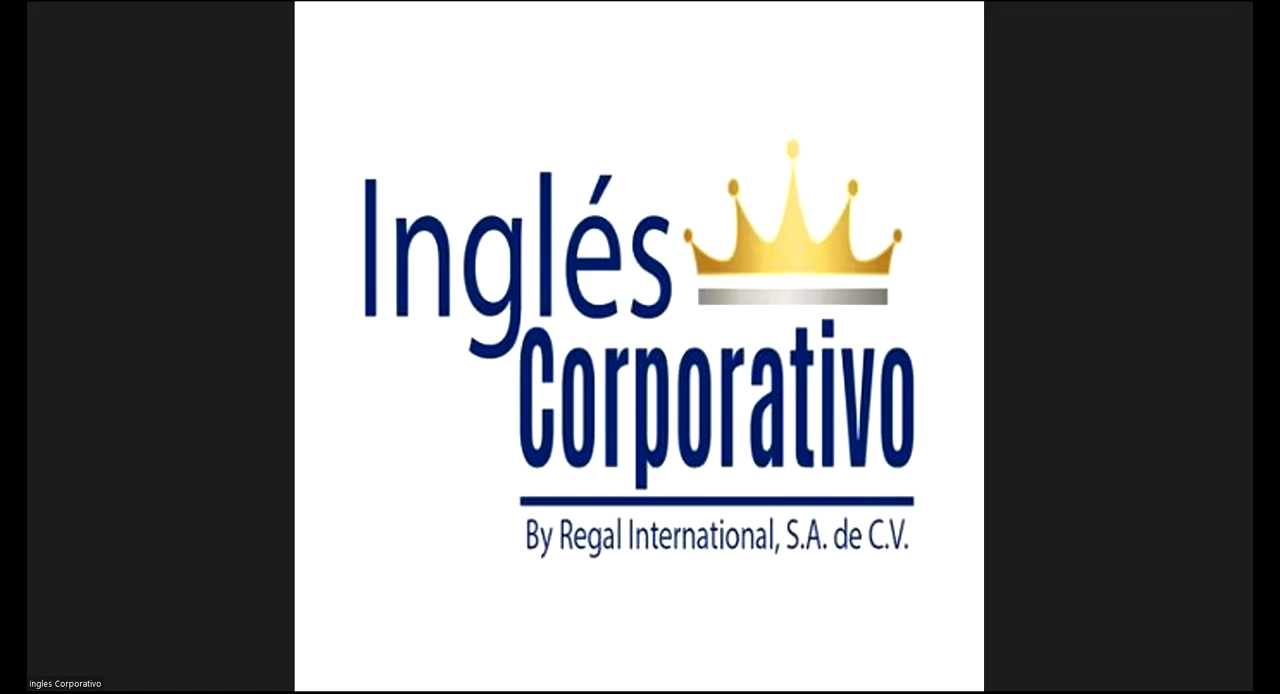 Inglés
Corporativo
By Regal International, S.A. de C.V.
Ingles Corporativo